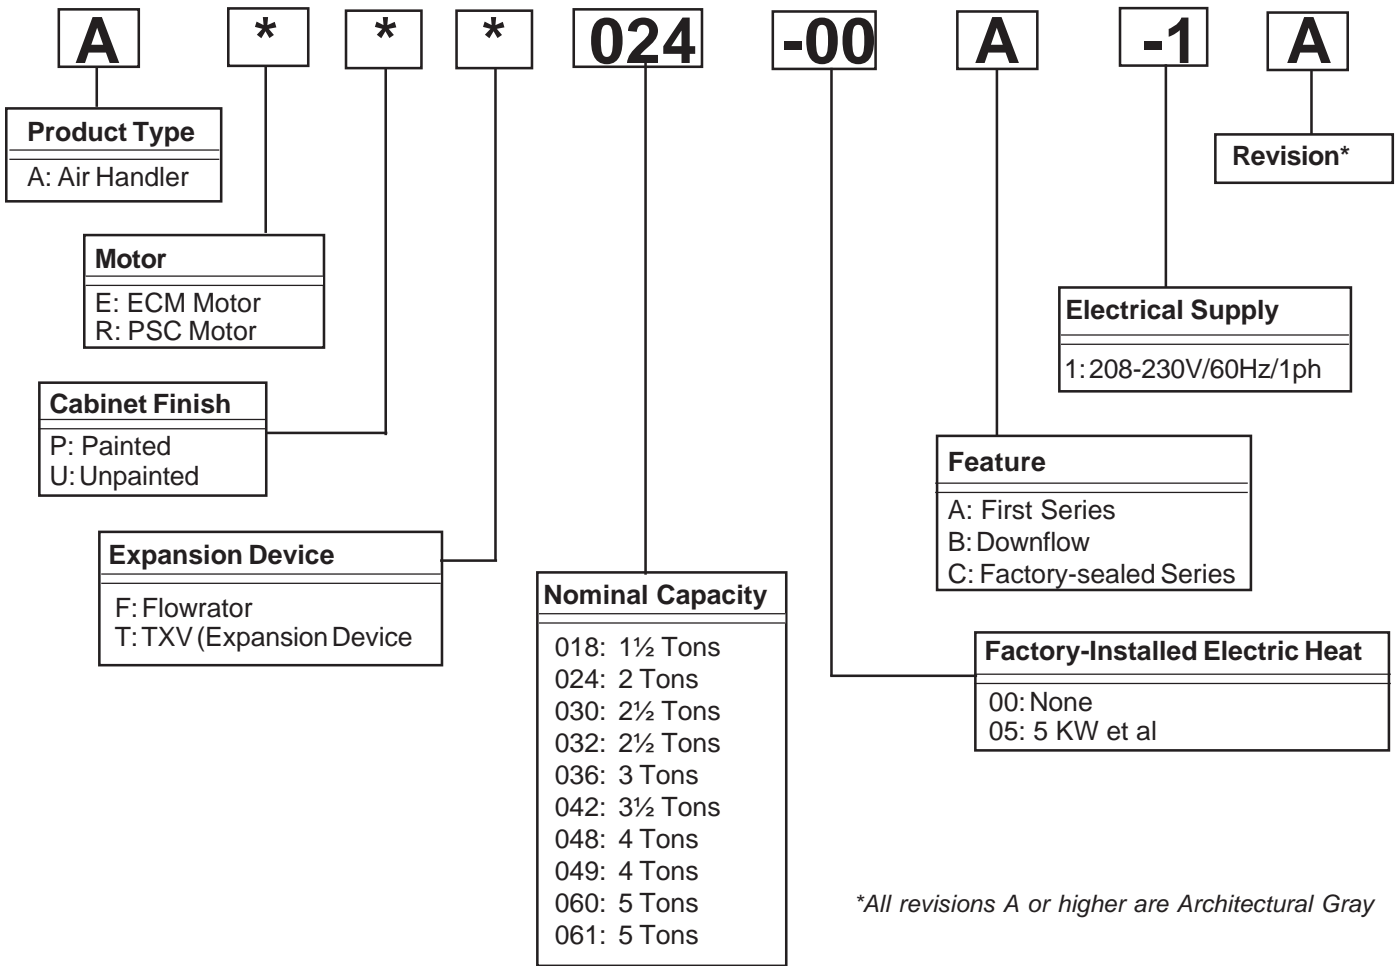 A * * * 024 -00 A -1 A
Product Type
A: Air Handler
Revision*
Motor
E: ECM Motor
R: PSC Motor
Electrical Supply
1: 208-230V/60Hz/1ph
Cabinet Finish
P: Painted
U: Unpainted
Feature
A: First Series
B: Downflow
C: Factory-sealed Series
Expansion Device
F: Flowrator
T: TXV (Expansion Device
Nominal Capacity
018: 1½ Tons
024: 2 Tons
030: 2½ Tons
032: 2½ Tons
036: 3 Tons
042: 3½ Tons
048: 4 Tons
049: 4 Tons
060: 5 Tons
061: 5 Tons
Factory-Installed Electric Heat
00: None
05: 5 KW et al
*All revisions A or higher are Architectural Gray